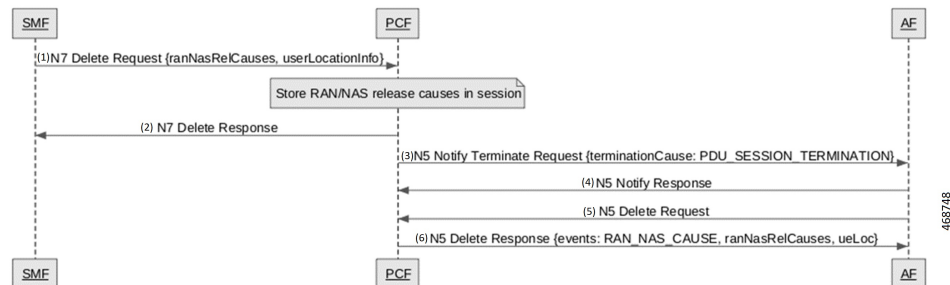 SMF PCF AF
(1)N7 Delete Request {ranNasRelCauses, userLocationInfo}
Store RAN/NAS release causes in session
(2) N7 Delete Response
(3)N5 Notify Terminate Request {terminationCause: PDU_SESSION_TERMINATION}
(4)N5 Notify Response
(5) N5 Delete Request
(6)N5 Delete Response {events: RAN_NAS_CAUSE, ranNasRelCauses, ueLoc}
SMF PCF AF
468748